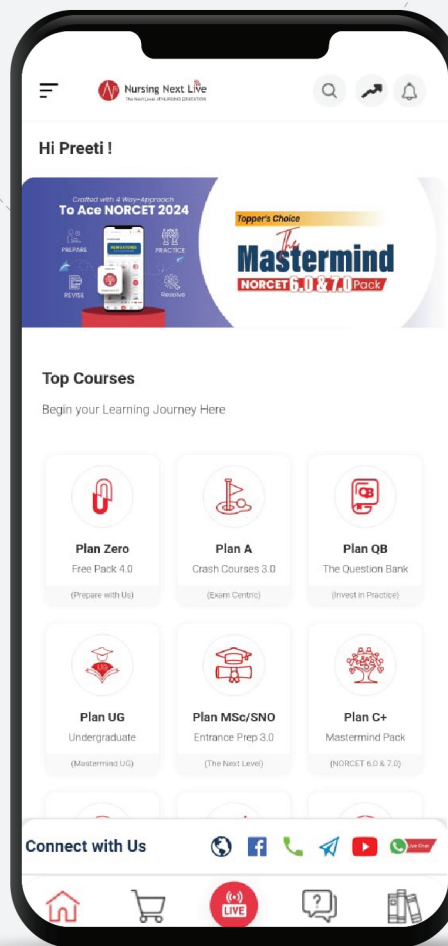 Nursing Next Live
The Next Level of NURSING EDUCATION
Hi Preeti !
Crafted with 4 Way-Approach
To Ace NORCET 2024
PREPARE
PRACTICE
REVISE
Resolve
Topper's Choice
The
Mastermind
NORCET 6.0 & 7.0 Pack
Top Courses
Begin your Learning Journey Here
Plan Zero
Free Pack 4.0
(Prepare with Us)
Plan A
Crash Courses 3.0
(Exam Centric)
QB
Plan QB
The Question Bank
(Invest in Practice)
UG
Plan UG
Undergraduate
(Mastermind UG)
Plan MSc/SNO
Entrance Prep 3.0
(The Next Level)
Plan C+
Mastermind Pack
(NORCET 6.0 & 7.0)
Connect with Us
Live Chat
LIVE